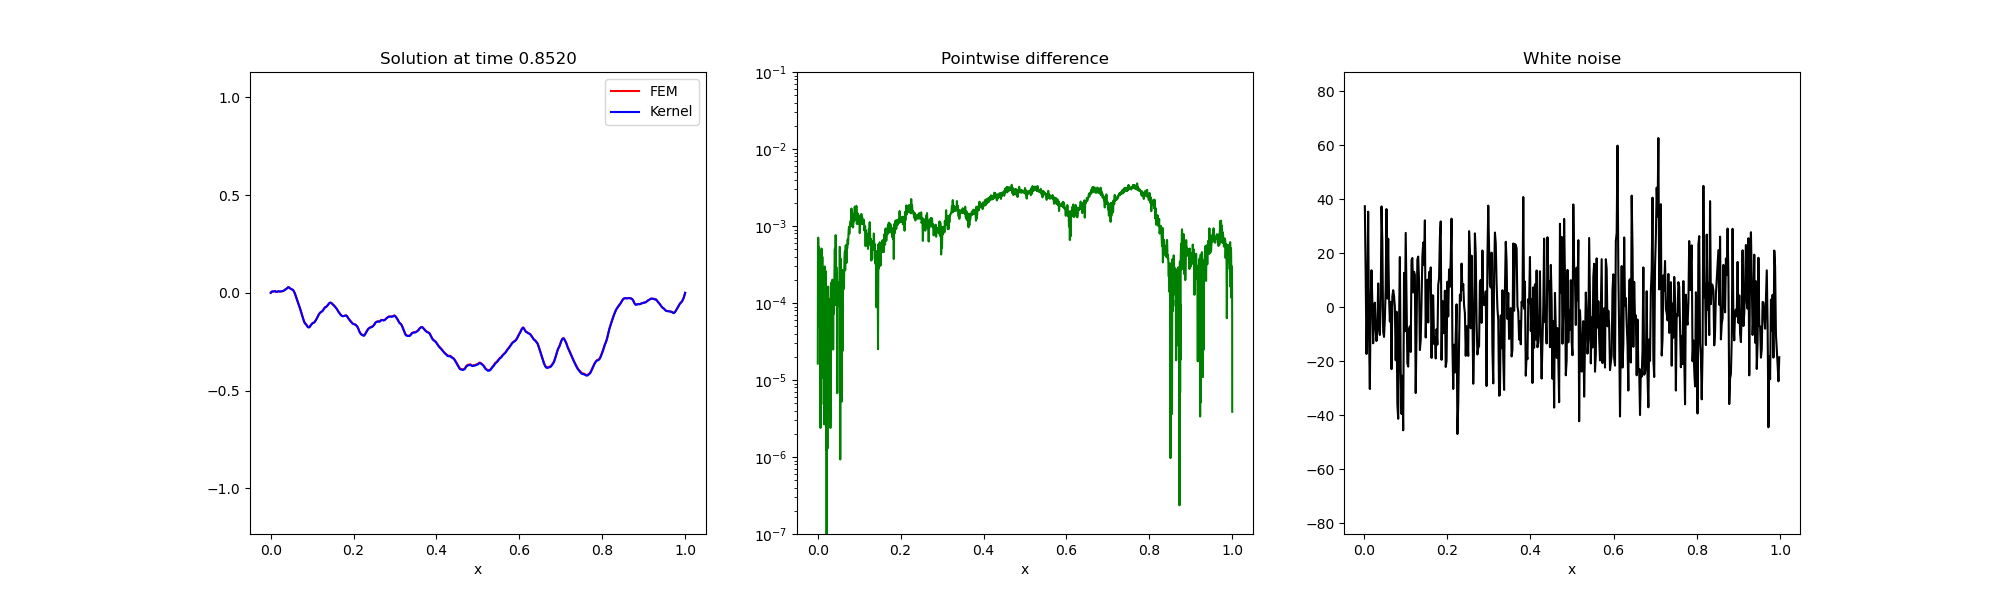 Solution at time 0.8520
FEM
Kernel
1.0
0.5
0.0
−0.5
−1.0
0.0 0.2 0.4 0.6 0.8 1.0
x
Pointwise difference
10⁻¹
10⁻²
10⁻³
10⁻⁴
10⁻⁵
10⁻⁶
10⁻⁷
0.0 0.2 0.4 0.6 0.8 1.0
x
White noise
80
60
40
20
0
−20
−40
−60
−80
0.0 0.2 0.4 0.6 0.8 1.0
x